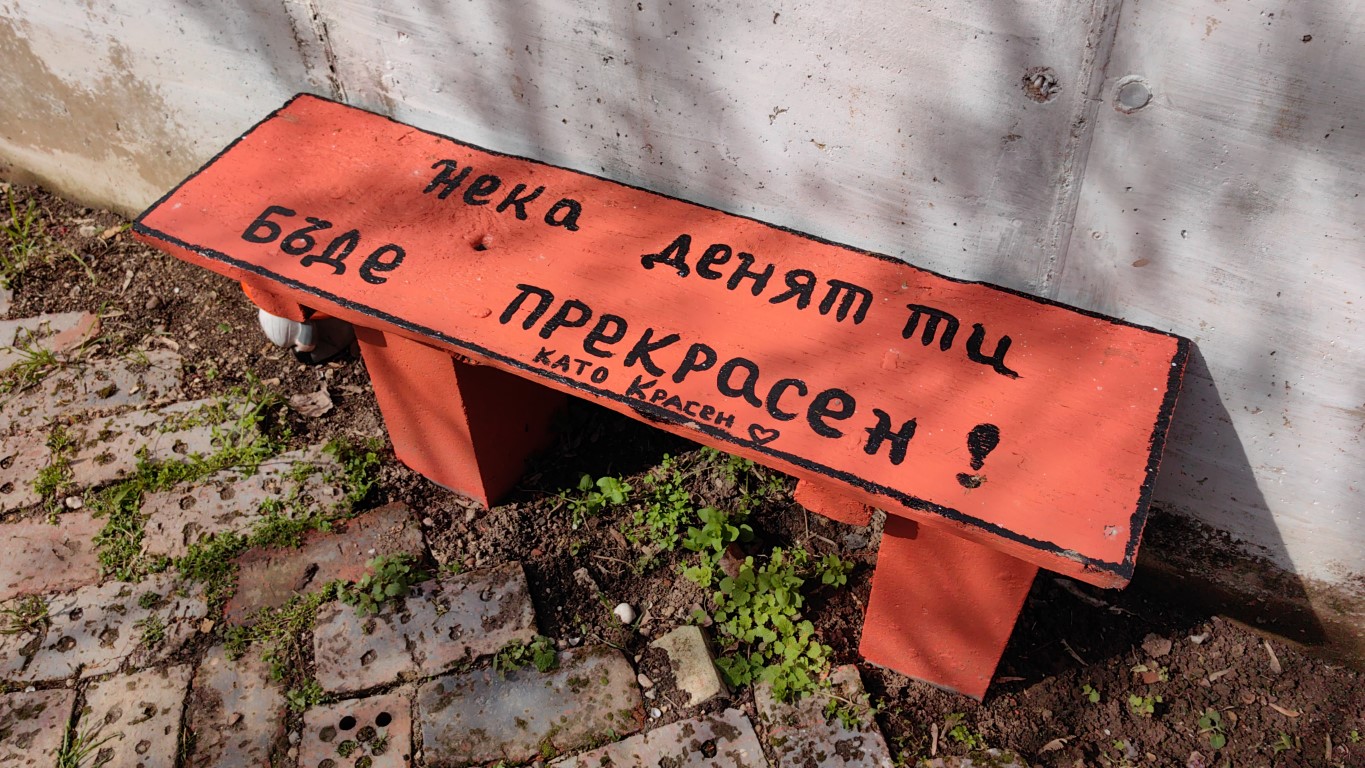 Нека денят ти
бъде прекрасен!
като Красен ♡